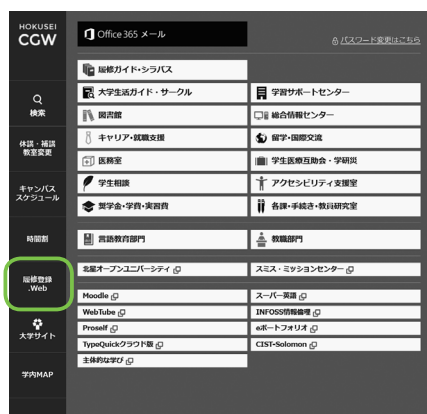 HOKUSEI
CGW
検索
休講・補講
教室変更
キャンパス
スケジュール
時間割
履修登録
.Web
大学サイト
学内MAP
Office 365 メール
パスワード変更はこちら
履修ガイド・シラバス
大学生活ガイド・サークル
学習サポートセンター
図書館
総合情報センター
キャリア・就職支援
留学・国際交流
医務室
学生医療互助会・学研災
学生相談
アクセシビリティ支援室
奨学金・学費・実習費
各課・手続き・教員研究室
言語教育部門
教職部門
北星オープンユニバーシティ
スミス・ミッションセンター
Moodle
スーパー英語
WebTube
INFOSS情報倫理
Proself
eポートフォリオ
TypeQuickクラウド版
CIST-Solomon
主体的な学び